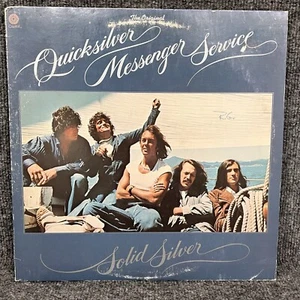 The Original
Quicksilver
Messenger Service
Solid Silver